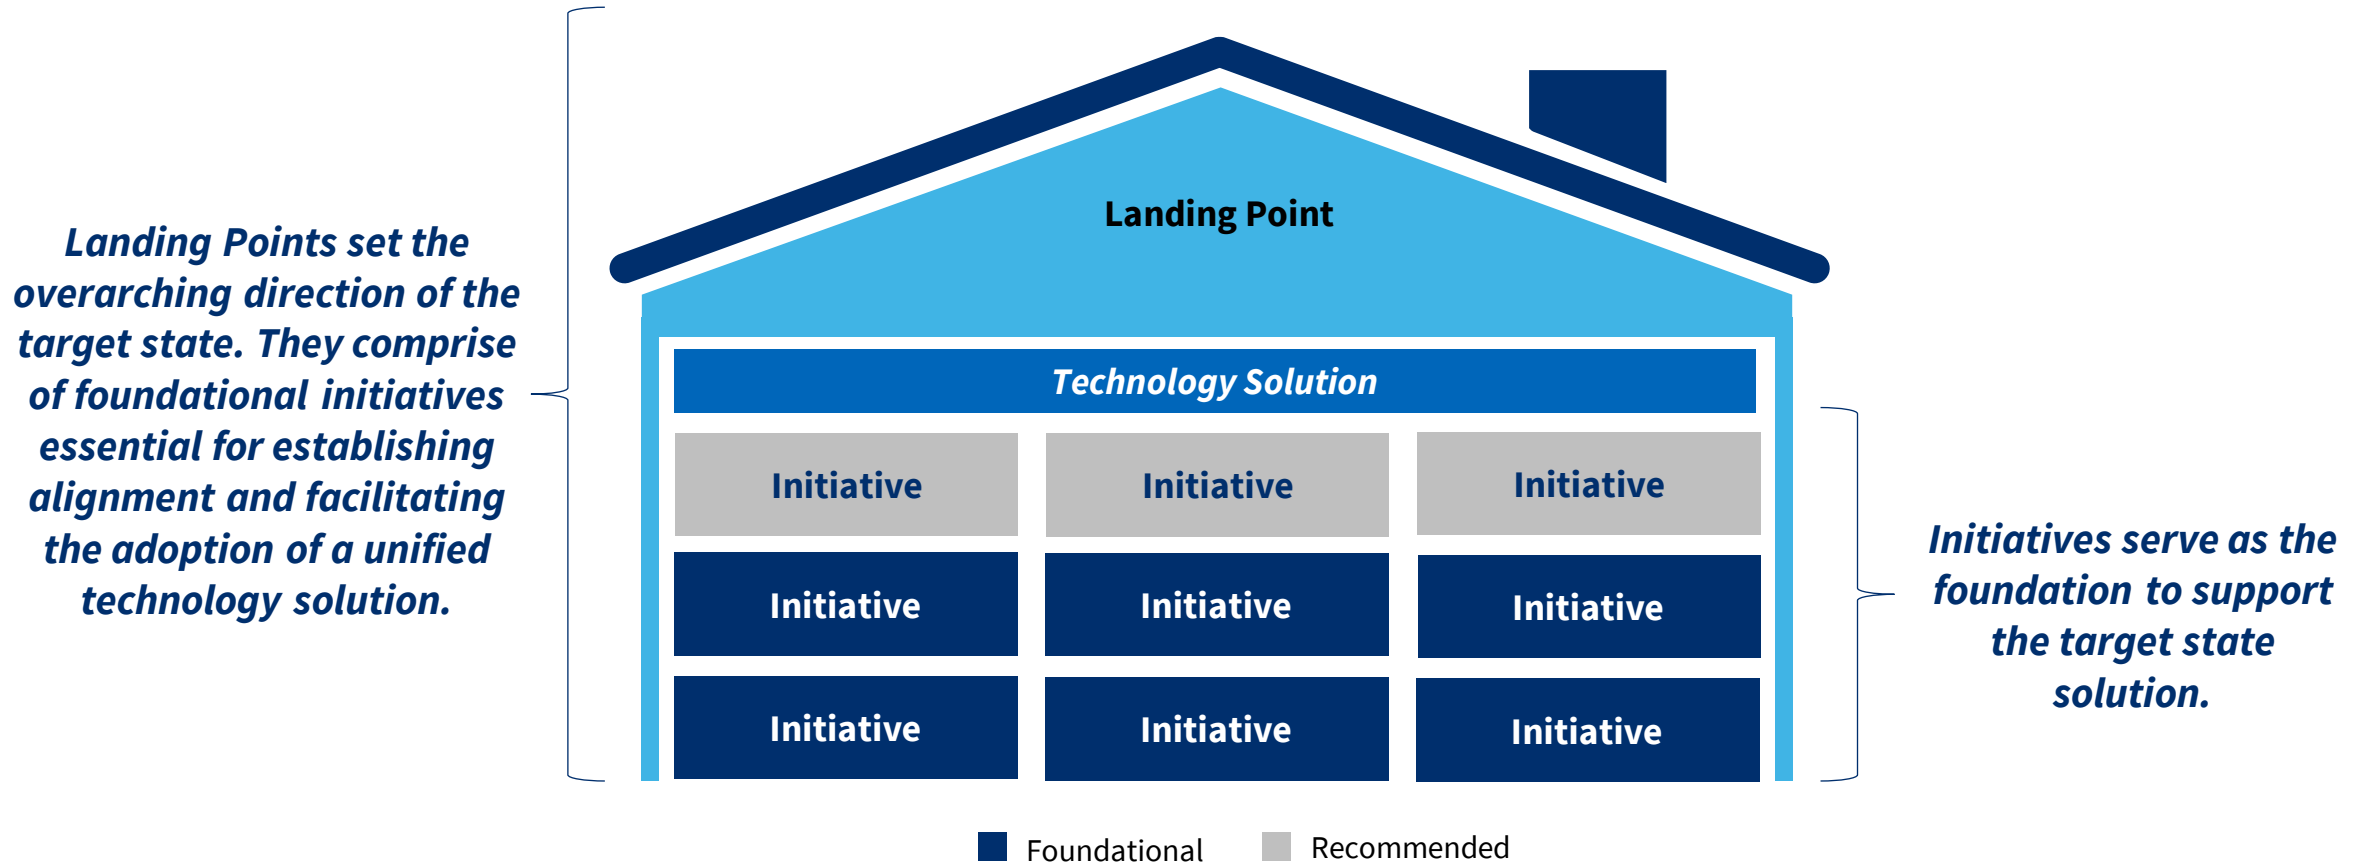 Landing Points set the
overarching direction of the
target state. They comprise
of foundational initiatives
essential for establishing
alignment and facilitating
the adoption of a unified
technology solution.
Landing Point
Technology Solution
Initiative
Initiative
Initiative
Initiative
Initiative
Initiative
Initiative
Initiative
Initiative
Initiatives serve as the
foundation to support
the target state
solution.
Foundational
Recommended